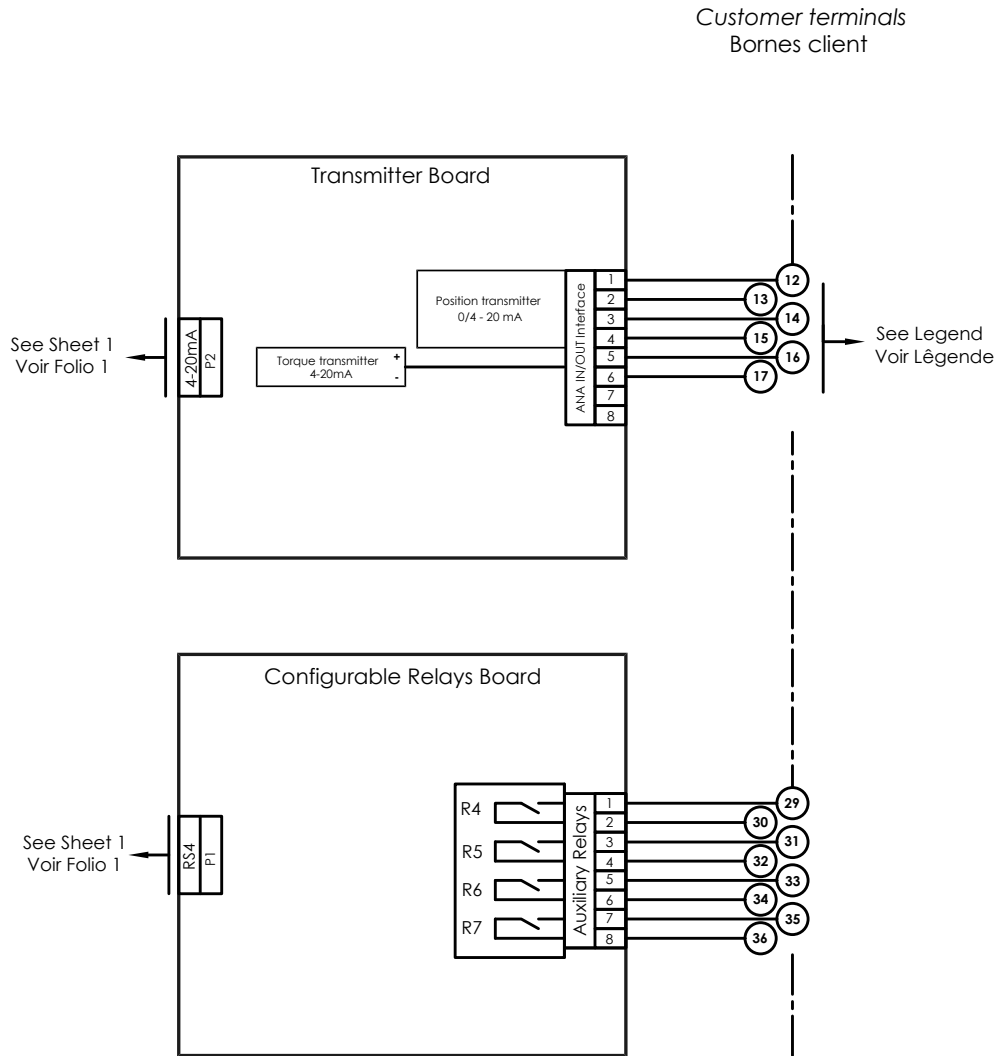 Customer terminals
Bornes client
Transmitter Board
Position transmitter
0/4 - 20 mA
Torque transmitter
4-20mA
+
-
ANA IN/OUT Interface
1
2
3
4
5
6
7
8
12
13
14
15
16
17
See Legend
Voir Lêgende
See Sheet 1
Voir Folio 1
4-20mA
P2
Configurable Relays Board
R4
R5
R6
R7
Auxiliary Relays
1
2
3
4
5
6
7
8
29
30
31
32
33
34
35
36
See Sheet 1
Voir Folio 1
RS4
P1